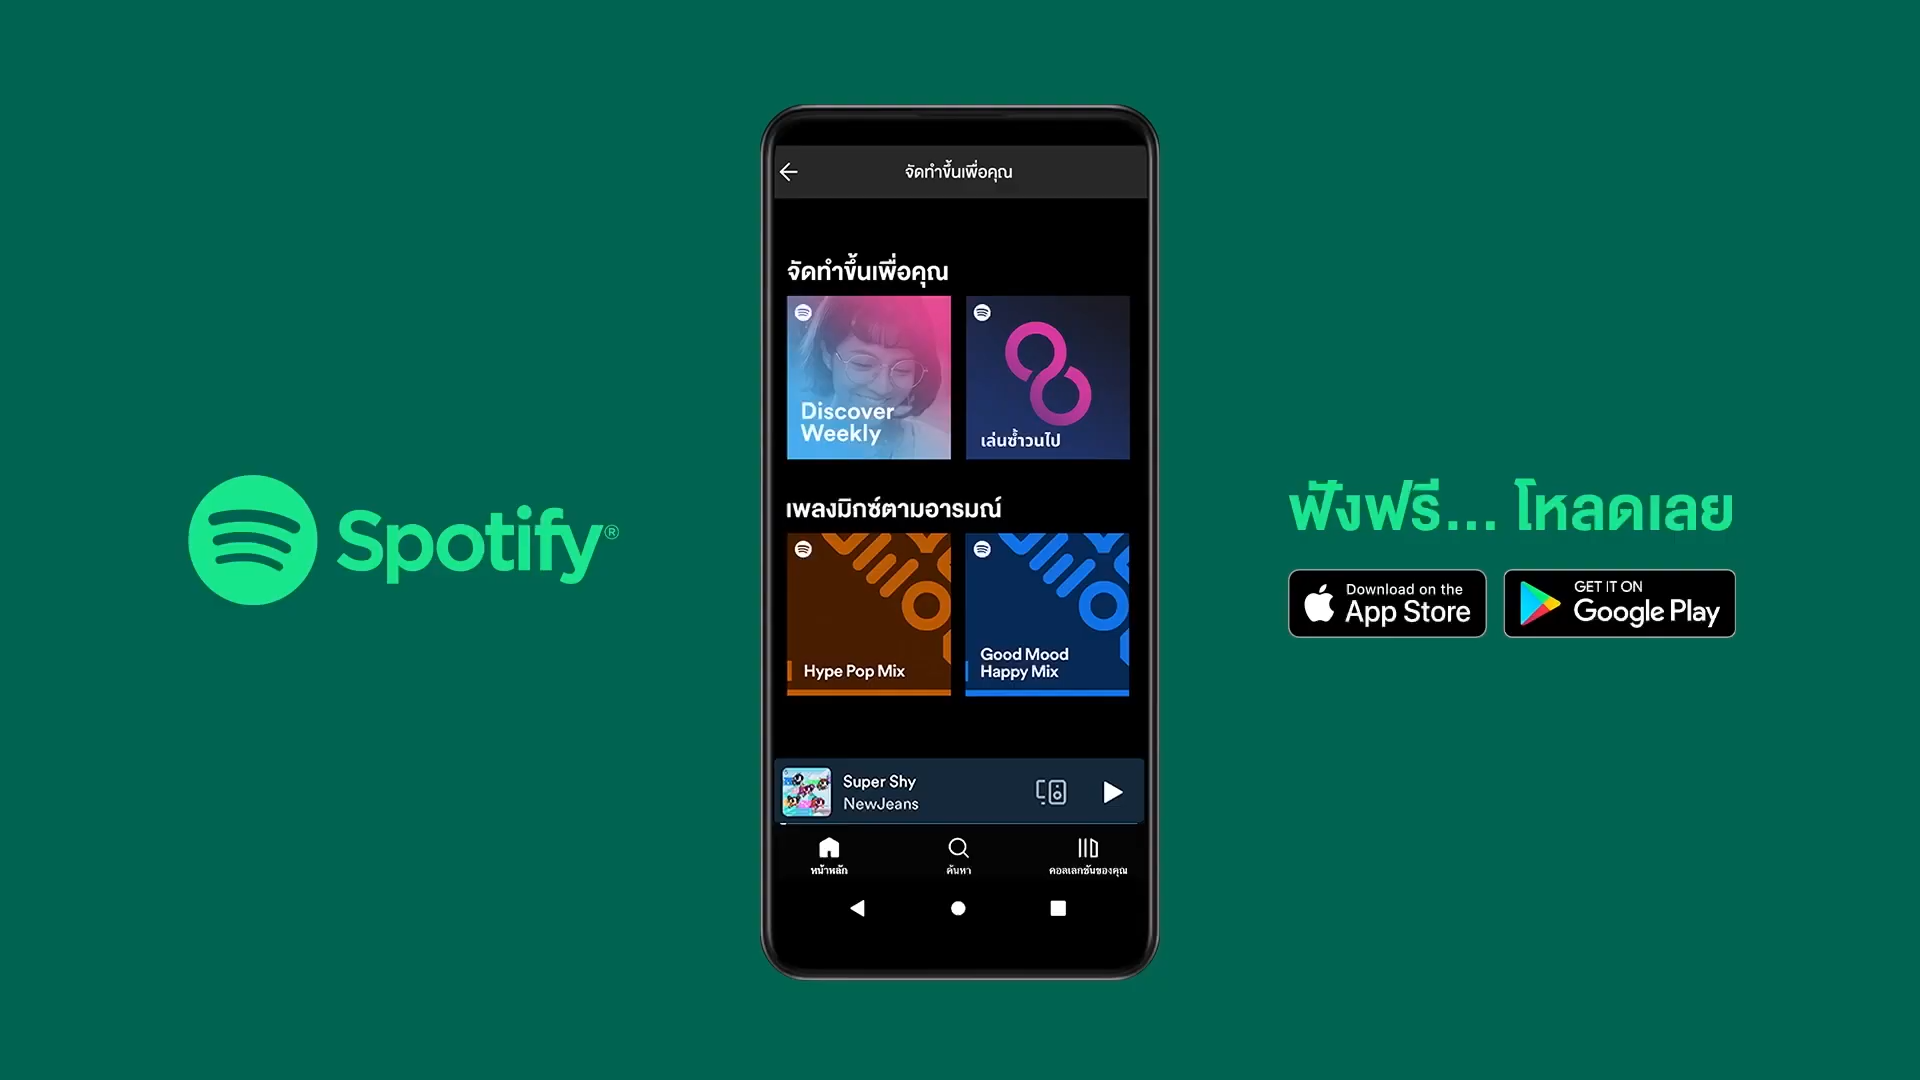 Spotify®
จัดทำขึ้นเพื่อคุณ
จัดทำขึ้นเพื่อคุณ
Discover
Weekly
เล่นซ้ำวนไป
เพลงมิกซ์ตามอารมณ์
Hype Pop Mix
Good Mood
Happy Mix
Super Shy
NewJeans
หน้าหลัก
ค้นหา
คอลเลกชันของคุณ
ฟังฟรี... โหลดเลย
Download on the
App Store
GET IT ON
Google Play